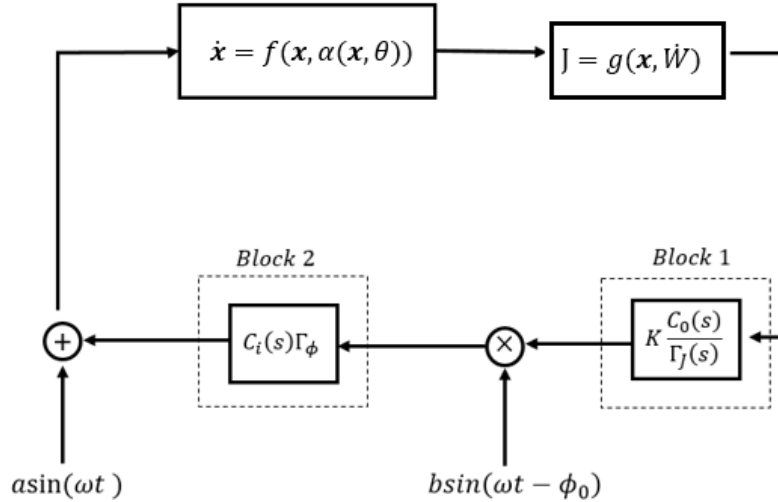 ẋ = f(x, α(x, θ))
J = g(x, Ẇ)
Block 2
Block 1
C_i(s)Γ_ϕ
K C_0(s)/Γ_J(s)
+
×
asin(ωt )
bsin(ωt − ϕ_0)